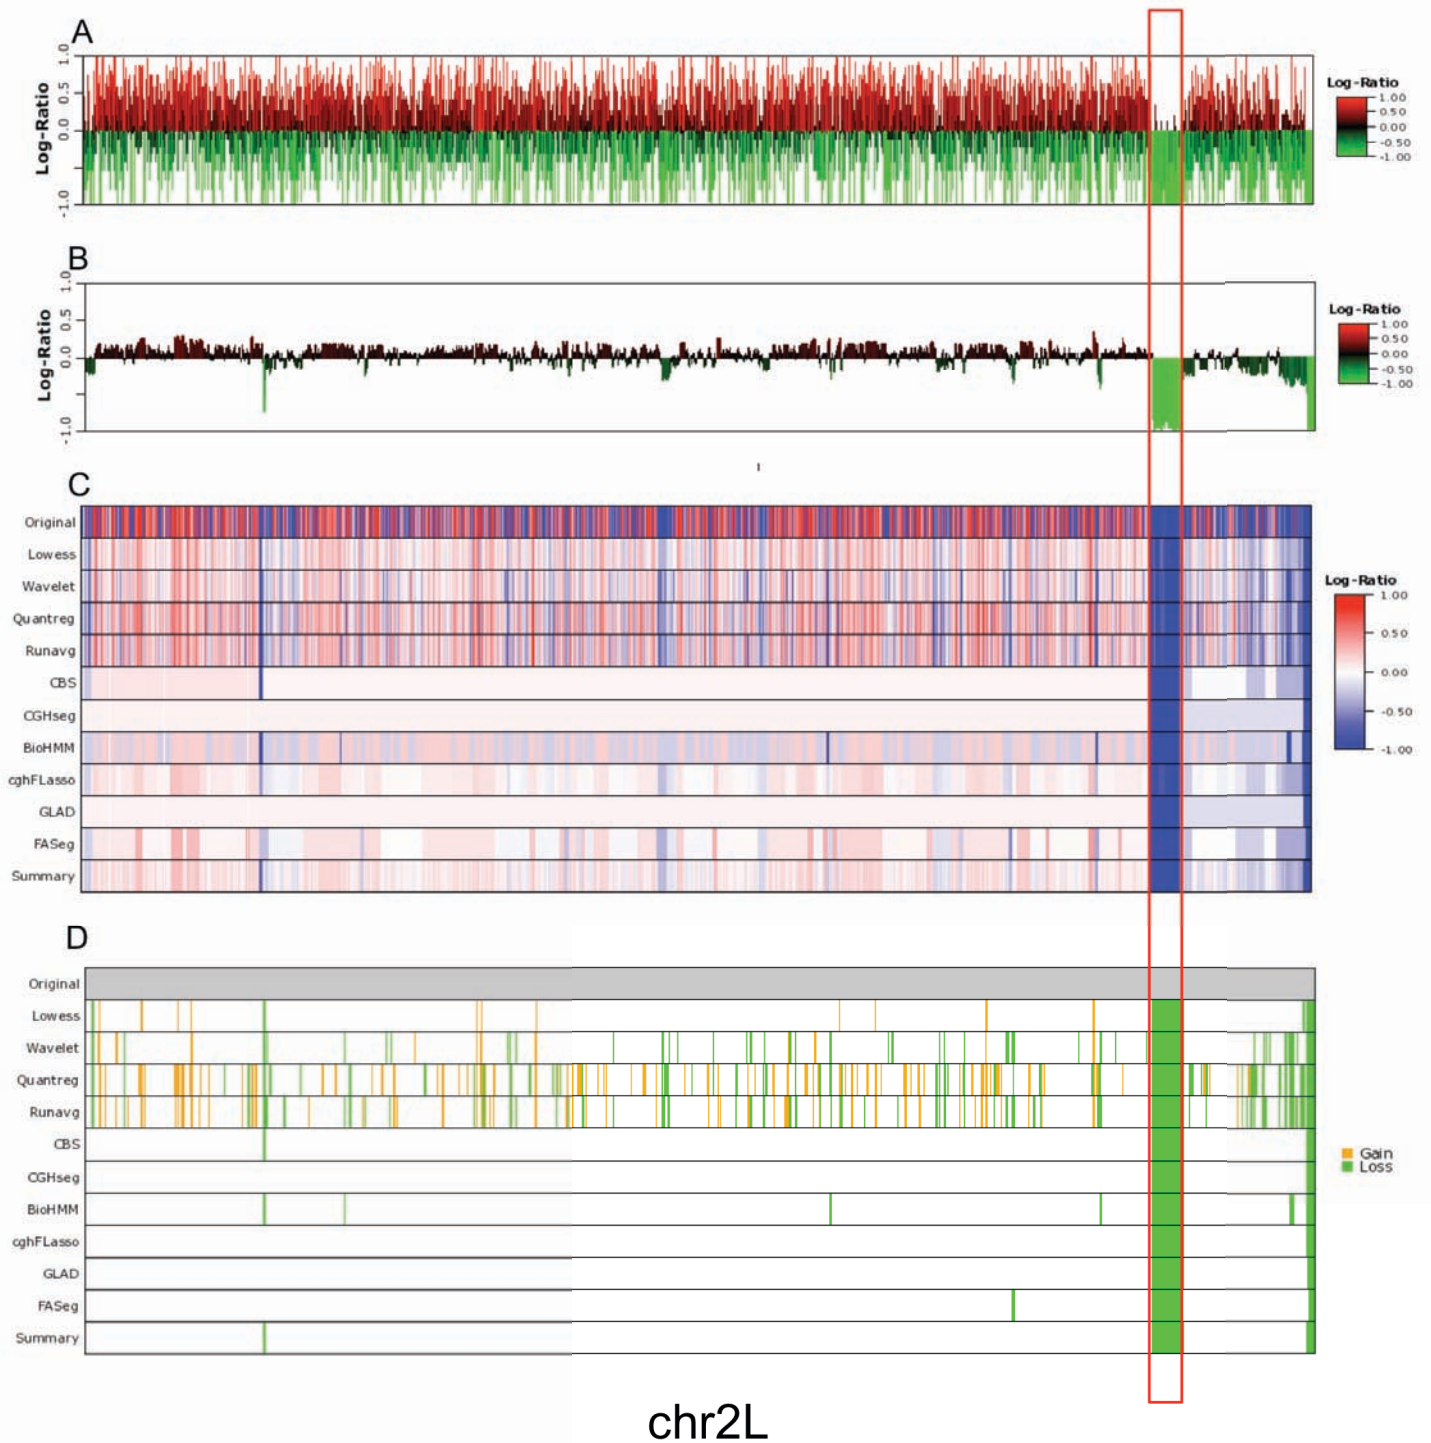 A
Log-Ratio
1.0
0.5
0.0
-1.0
Log-Ratio
1.00
0.50
0.00
-0.50
-1.00
B
Log-Ratio
1.0
0.5
0.0
-1.0
Log-Ratio
1.00
0.50
0.00
-0.50
-1.00
C
Original
Lowess
Wavelet
Quantreg
Runavg
CBS
CGHseg
BioHMM
cghFLasso
GLAD
FASeg
Summary
Log-Ratio
1.00
0.50
0.00
-0.50
-1.00
D
Original
Lowess
Wavelet
Quantreg
Runavg
CBS
CGHseg
BioHMM
cghFLasso
GLAD
FASeg
Summary
Gain
Loss
chr2L